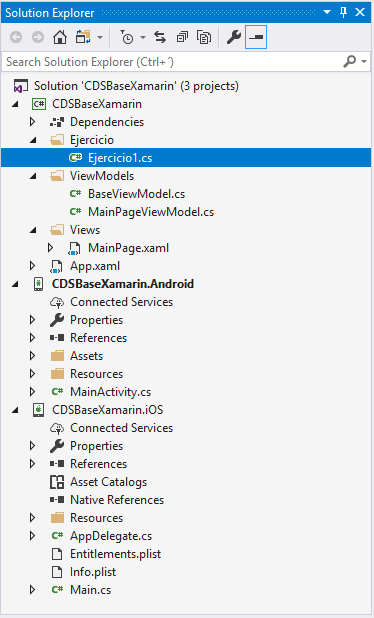 Solution Explorer
Search Solution Explorer (Ctrl+´)
Solution 'CDSBaseXamarin' (3 projects)
C# CDSBaseXamarin
Dependencies
Ejercicio
C# Ejercicio1.cs
ViewModels
C# BaseViewModel.cs
C# MainPageViewModel.cs
Views
MainPage.xaml
App.xaml
CDSBaseXamarin.Android
Connected Services
Properties
References
Assets
Resources
C# MainActivity.cs
CDSBaseXamarin.iOS
Connected Services
Properties
References
Asset Catalogs
Native References
Resources
C# AppDelegate.cs
Entitlements.plist
Info.plist
C# Main.cs